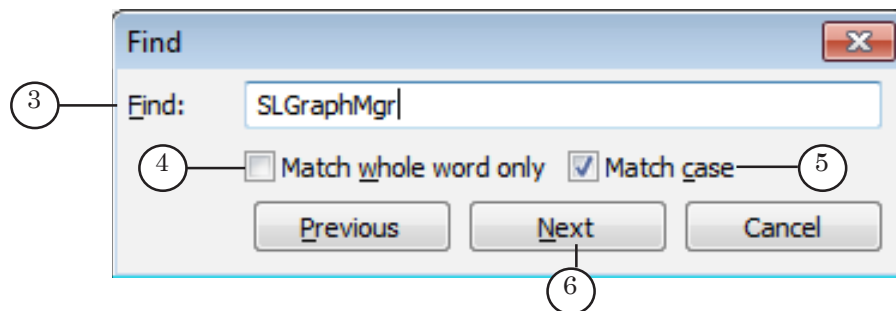 Find
3 Find: SLGraphMgr
4 Match whole word only Match case 5
Previous Next Cancel
6